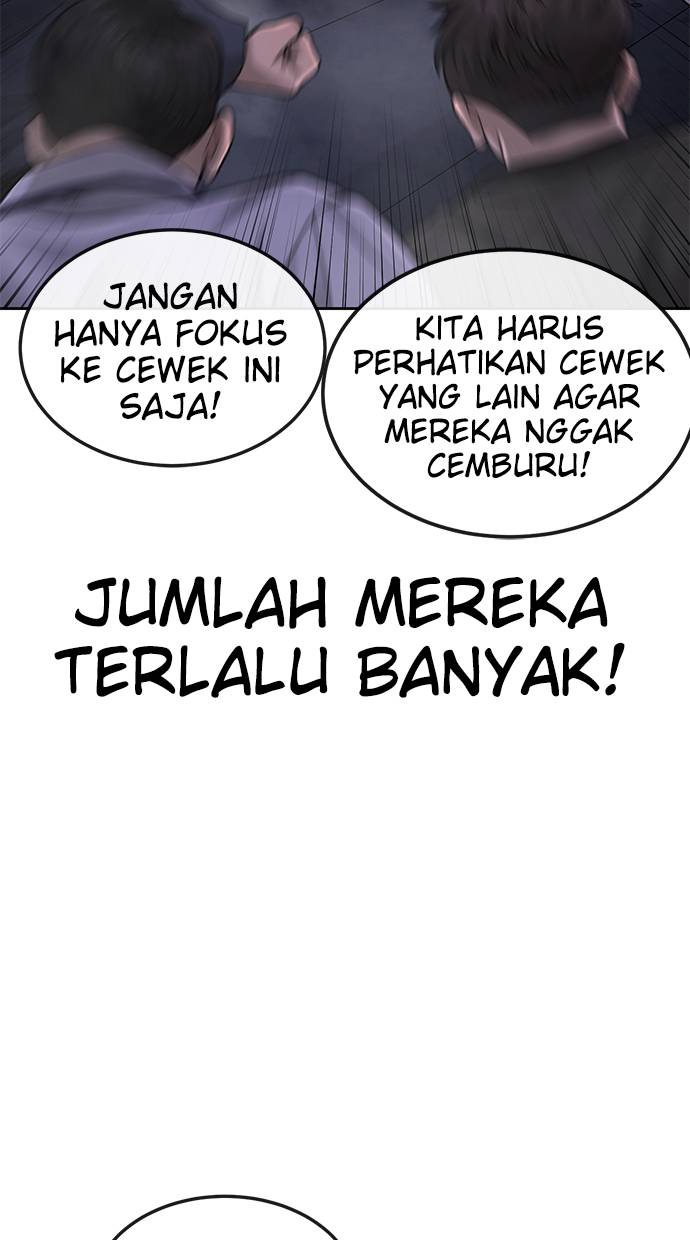 JANGAN
HANYA FOKUS
KE CEWEK INI
SAJA!
KITA HARUS
PERHATIKAN CEWEK
YANG LAIN AGAR
MEREKA NGGAK
CEMBURU!
JUMLAH MEREKA
TERLALU BANYAK!